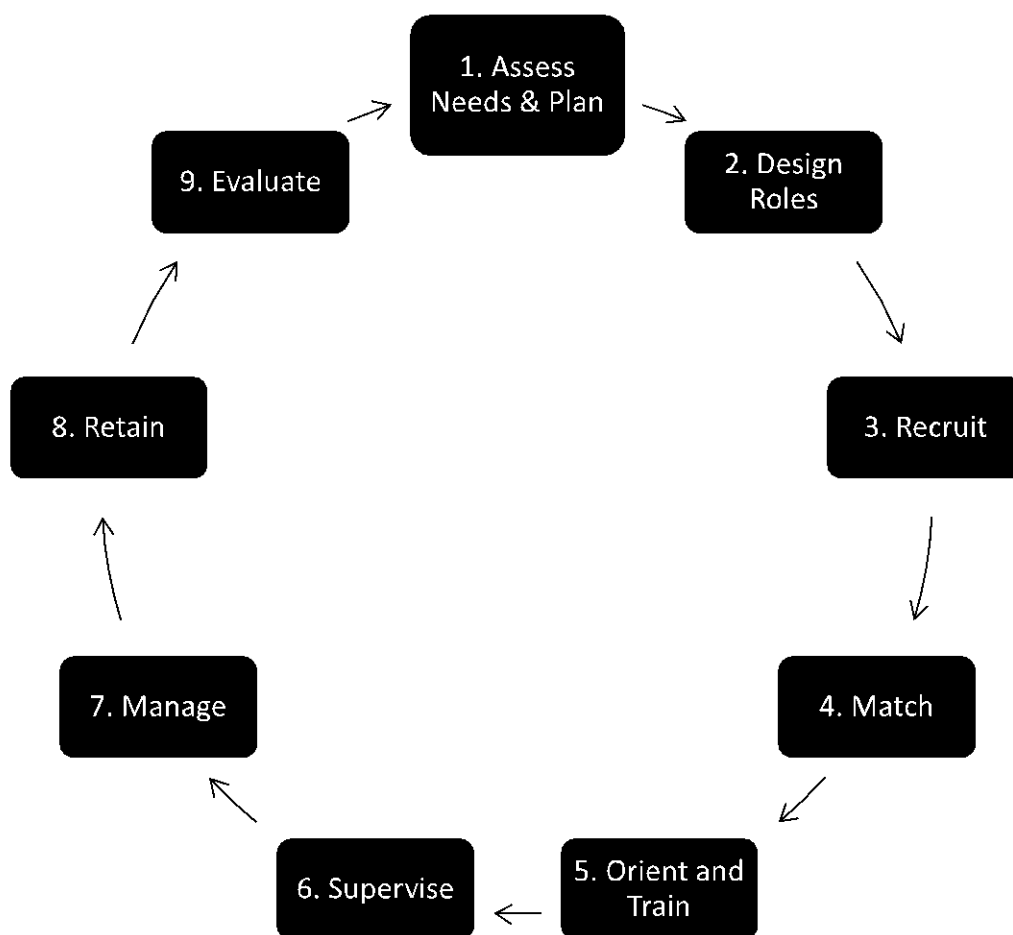 1. Assess
Needs & Plan
2. Design
Roles
3. Recruit
4. Match
5. Orient and
Train
6. Supervise
7. Manage
8. Retain
9. Evaluate